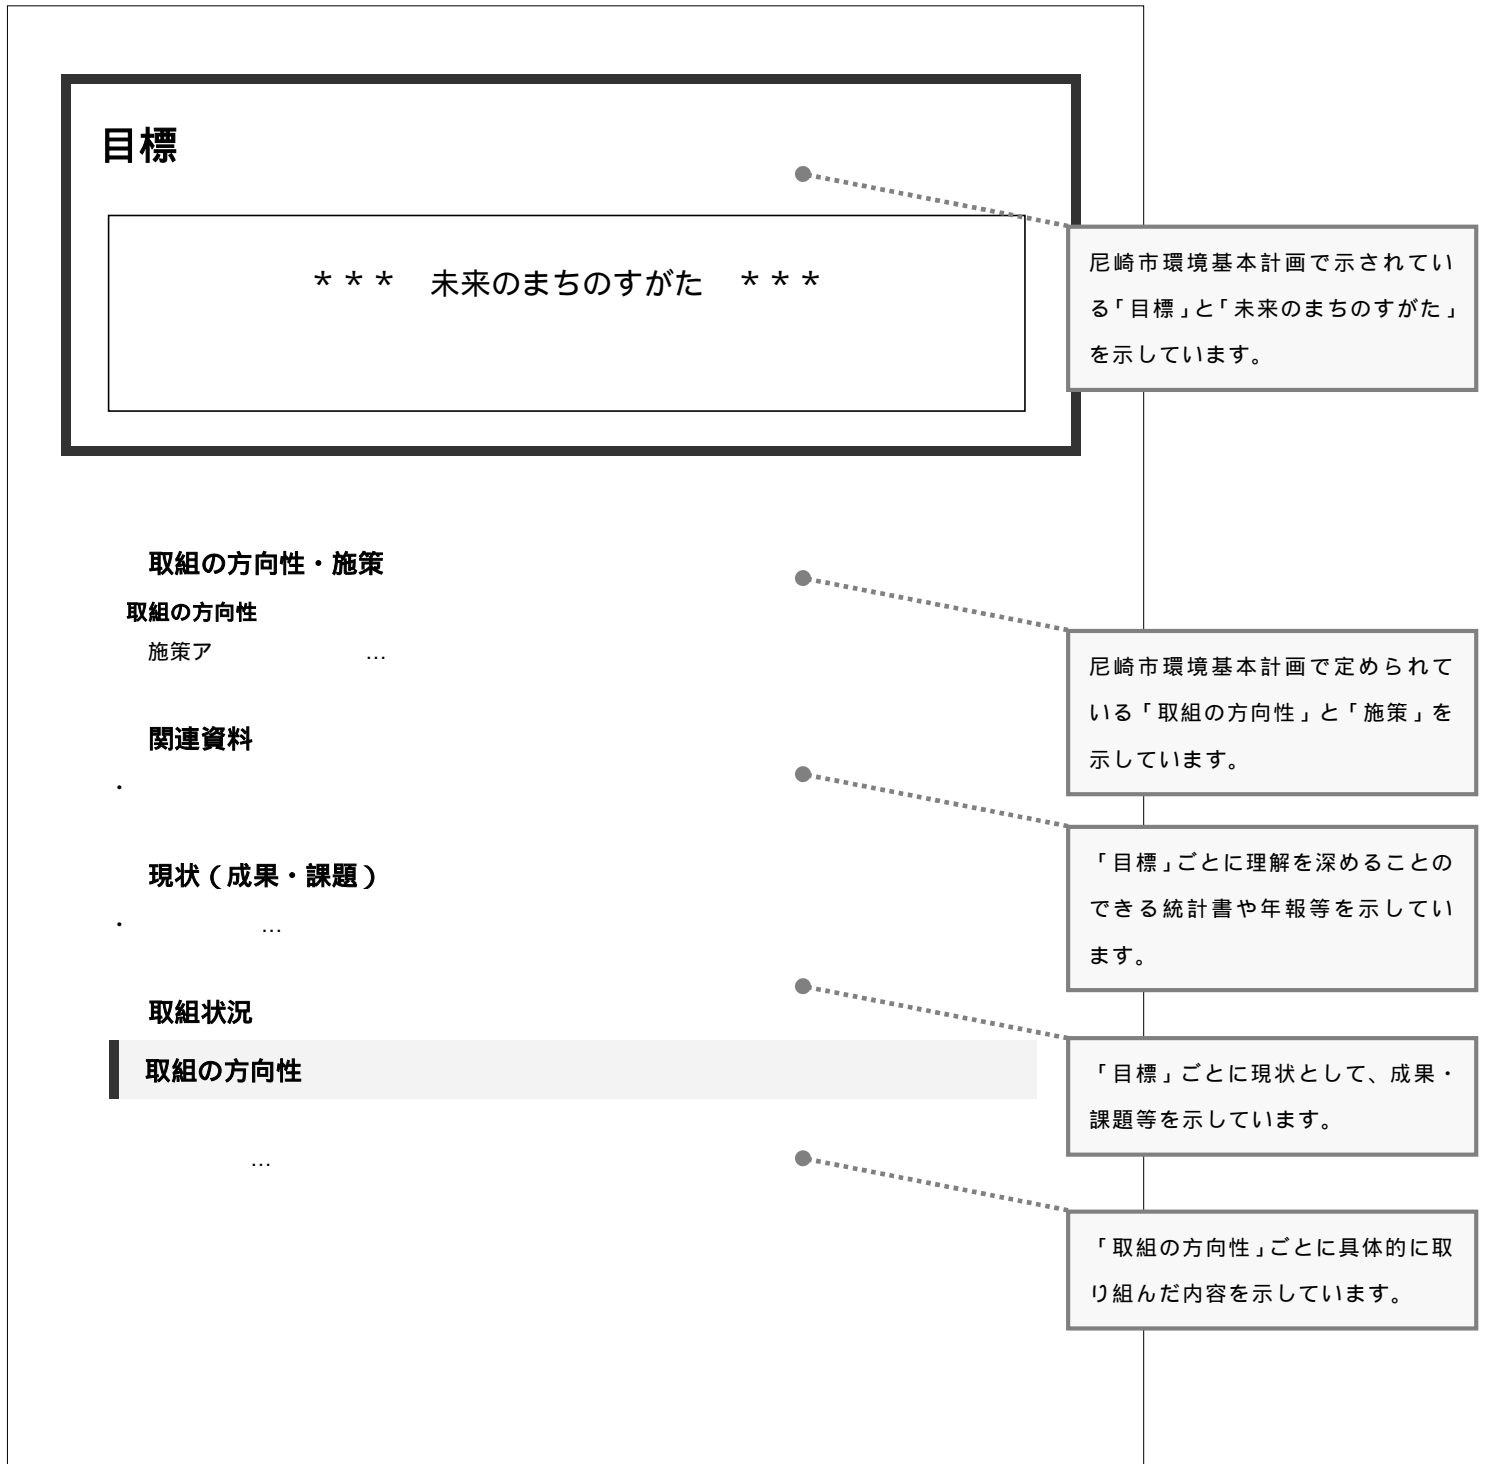 目標
＊＊＊　未来のまちのすがた　＊＊＊
尼崎市環境基本計画で示されてい
る「目標」と「未来のまちのすがた」
を示しています。
取組の方向性・施策
取組の方向性
施策ア　…
尼崎市環境基本計画で定められて
いる「取組の方向性」と「施策」を
示しています。
関連資料
・
「目標」ごとに理解を深めることの
できる統計書や年報等を示してい
ます。
現状（成果・課題）
・　…
「目標」ごとに現状として、成果・
課題等を示しています。
取組状況
取組の方向性
…
「取組の方向性」ごとに具体的に取
り組んだ内容を示しています。